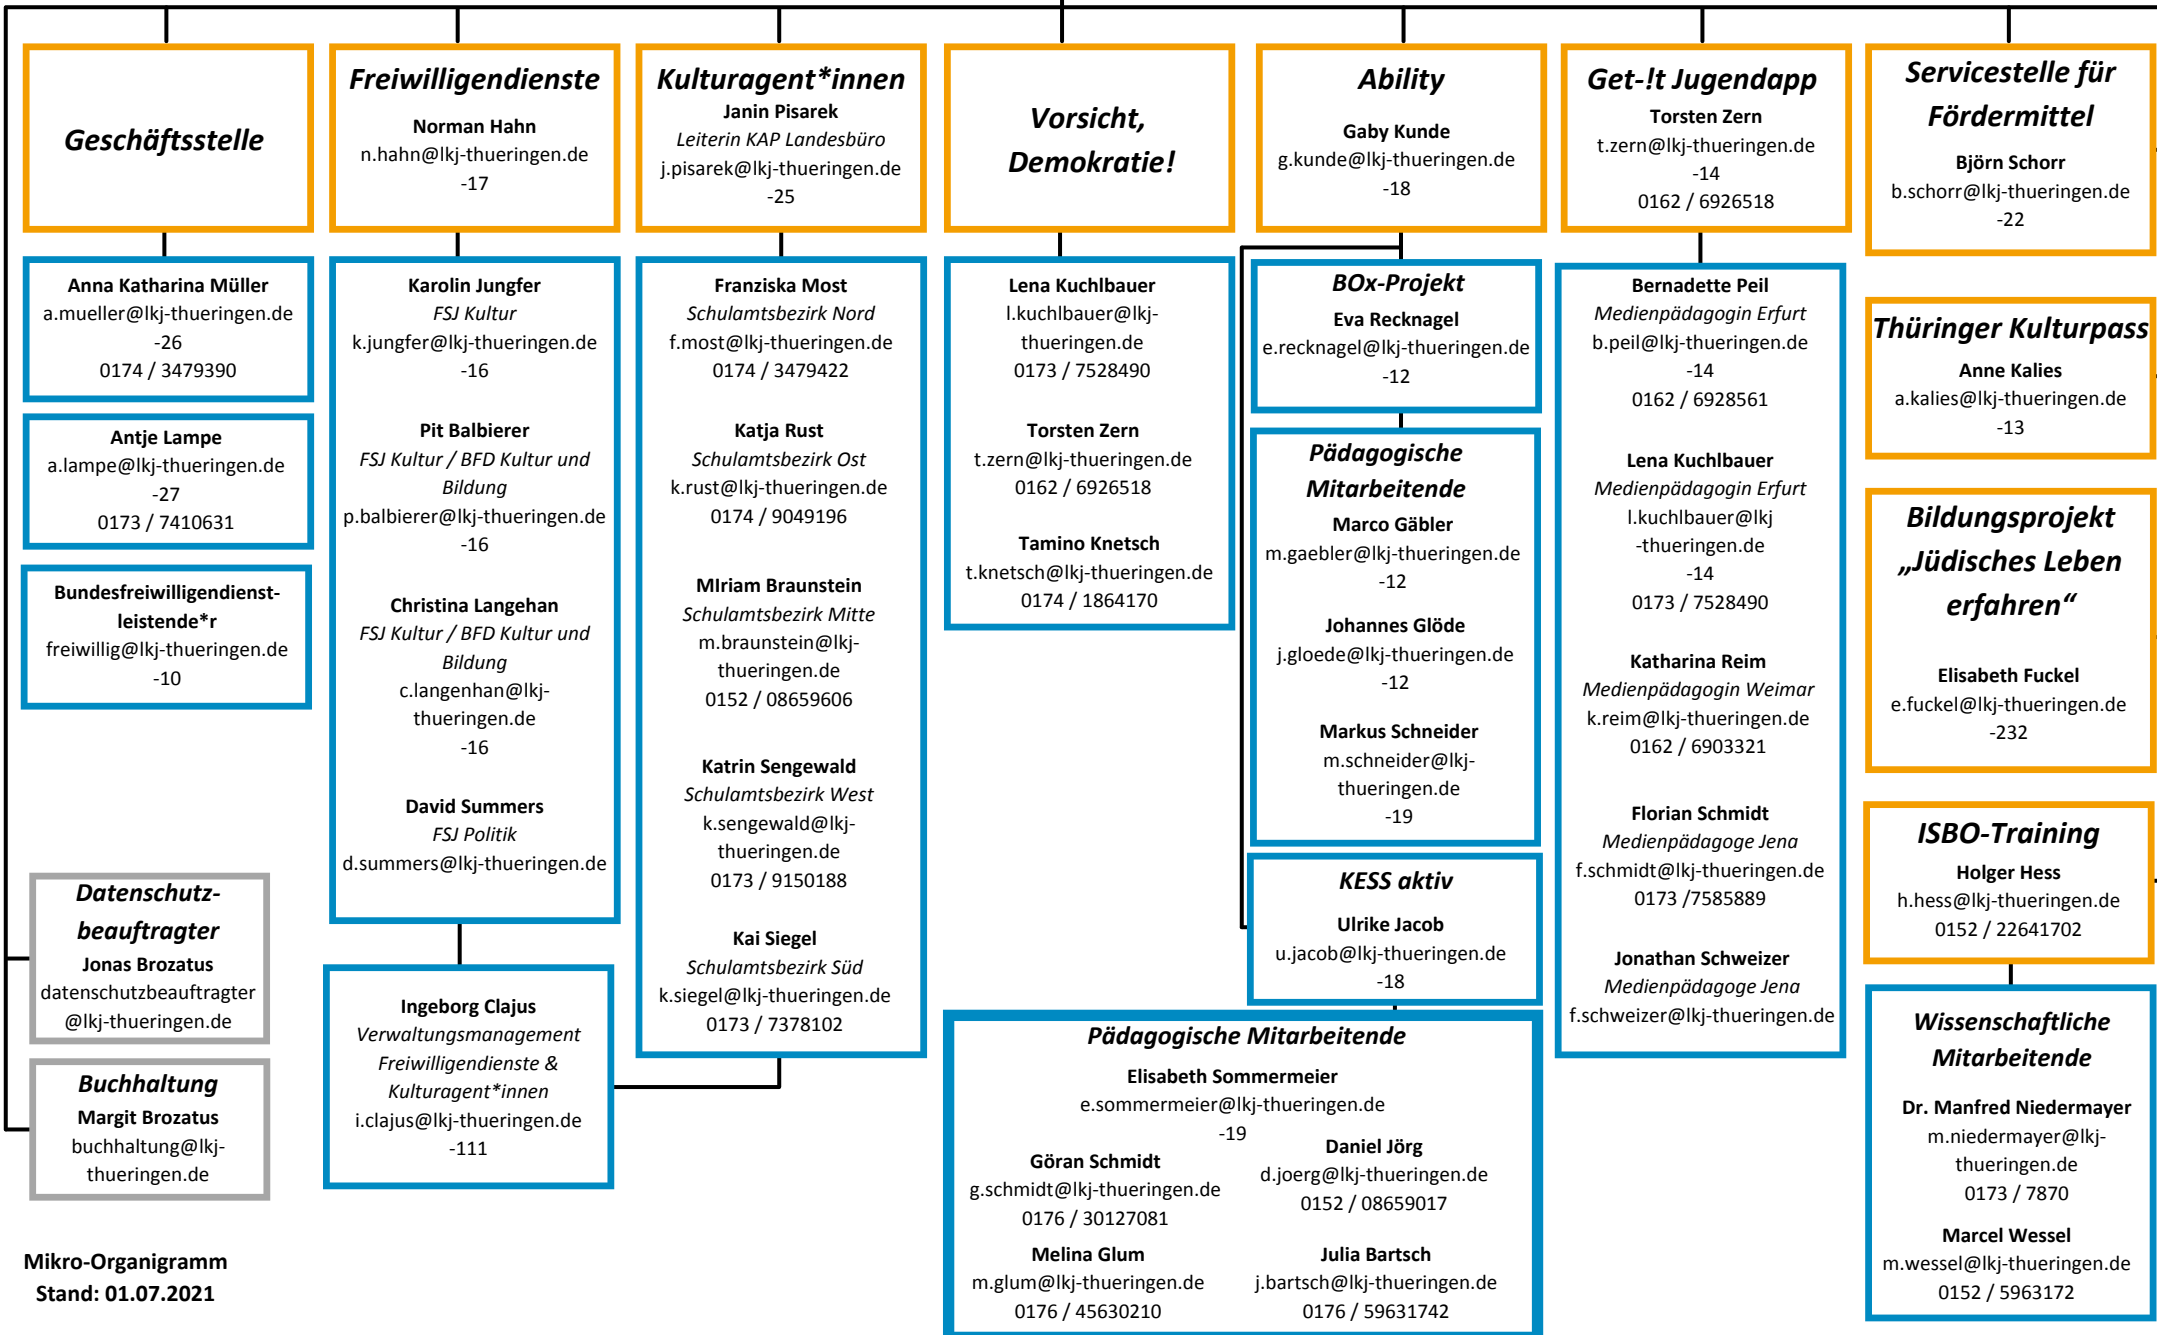 Geschäftsstelle
Anna Katharina Müller
a.mueller@lkj-thueringen.de
-26
0174 / 3479390
Antje Lampe
a.lampe@lkj-thueringen.de
-27
0173 / 7410631
Bundesfreiwilligendienst-
leistende*r
freiwillig@lkj-thueringen.de
-10
Datenschutz-
beauftragter
Jonas Brozatus
datenschutzbeauftragter
@lkj-thueringen.de
Buchhaltung
Margit Brozatus
buchhaltung@lkj-
thueringen.de
Mikro-Organigramm
Stand: 01.07.2021
Freiwilligendienste
Norman Hahn
n.hahn@lkj-thueringen.de
-17
Karolin Jungfer
FSJ Kultur
k.jungfer@lkj-thueringen.de
-16
Pit Balbierer
FSJ Kultur / BFD Kultur und
Bildung
p.balbierer@lkj-thueringen.de
-16
Christina Langehan
FSJ Kultur / BFD Kultur und
Bildung
c.langenhan@lkj-
thueringen.de
-16
David Summers
FSJ Politik
d.summers@lkj-thueringen.de
Ingeborg Clajus
Verwaltungsmanagement
Freiwilligendienste &
Kulturagent*innen
i.clajus@lkj-thueringen.de
-111
Kulturagent*innen
Janin Pisarek
Leiterin KAP Landesbüro
j.pisarek@lkj-thueringen.de
-25
Franziska Most
Schulamtsbezirk Nord
f.most@lkj-thueringen.de
0174 / 3479422
Katja Rust
Schulamtsbezirk Ost
k.rust@lkj-thueringen.de
0174 / 9049196
MIriam Braunstein
Schulamtsbezirk Mitte
m.braunstein@lkj-
thueringen.de
0152 / 08659606
Katrin Sengewald
Schulamtsbezirk West
k.sengewald@lkj-
thueringen.de
0173 / 9150188
Kai Siegel
Schulamtsbezirk Süd
k.siegel@lkj-thueringen.de
0173 / 7378102
Vorsicht,
Demokratie!
Lena Kuchlbauer
l.kuchlbauer@lkj-
thueringen.de
0173 / 7528490
Torsten Zern
t.zern@lkj-thueringen.de
0162 / 6926518
Tamino Knetsch
t.knetsch@lkj-thueringen.de
0174 / 1864170
Ability
Gaby Kunde
g.kunde@lkj-thueringen.de
-18
BOx-Projekt
Eva Recknagel
e.recknagel@lkj-thueringen.de
-12
Pädagogische
Mitarbeitende
Marco Gäbler
m.gaebler@lkj-thueringen.de
-12
Johannes Glöde
j.gloede@lkj-thueringen.de
-12
Markus Schneider
m.schneider@lkj-
thueringen.de
-19
KESS aktiv
Ulrike Jacob
u.jacob@lkj-thueringen.de
-18
Pädagogische Mitarbeitende
Elisabeth Sommermeier
e.sommermeier@lkj-thueringen.de
-19
Göran Schmidt
g.schmidt@lkj-thueringen.de
0176 / 30127081
Daniel Jörg
d.joerg@lkj-thueringen.de
0152 / 08659017
Melina Glum
m.glum@lkj-thueringen.de
0176 / 45630210
Julia Bartsch
j.bartsch@lkj-thueringen.de
0176 / 59631742
Get-!t Jugendapp
Torsten Zern
t.zern@lkj-thueringen.de
-14
0162 / 6926518
Bernadette Peil
Medienpädagogin Erfurt
b.peil@lkj-thueringen.de
-14
0162 / 6928561
Lena Kuchlbauer
Medienpädagogin Erfurt
l.kuchlbauer@lkj
-thueringen.de
-14
0173 / 7528490
Katharina Reim
Medienpädagogin Weimar
k.reim@lkj-thueringen.de
0162 / 6903321
Florian Schmidt
Medienpädagoge Jena
f.schmidt@lkj-thueringen.de
0173 /7585889
Jonathan Schweizer
Medienpädagoge Jena
f.schweizer@lkj-thueringen.de
Servicestelle für
Fördermittel
Björn Schorr
b.schorr@lkj-thueringen.de
-22
Thüringer Kulturpass
Anne Kalies
a.kalies@lkj-thueringen.de
-13
Bildungsprojekt
„Jüdisches Leben
erfahren“
Elisabeth Fuckel
e.fuckel@lkj-thueringen.de
-232
ISBO-Training
Holger Hess
h.hess@lkj-thueringen.de
0152 / 22641702
Wissenschaftliche
Mitarbeitende
Dr. Manfred Niedermayer
m.niedermayer@lkj-
thueringen.de
0173 / 7870
Marcel Wessel
m.wessel@lkj-thueringen.de
0152 / 5963172